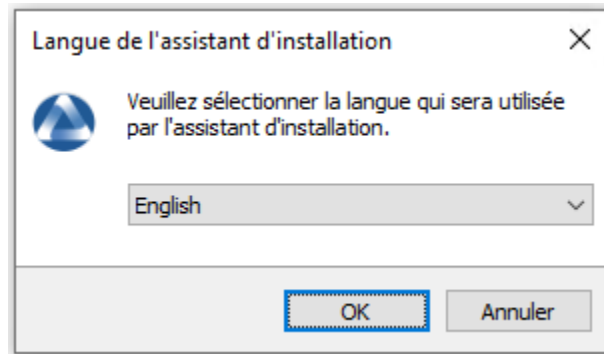 Langue de l'assistant d'installation
Veuillez sélectionner la langue qui sera utilisée
par l'assistant d'installation.
English
OK
Annuler